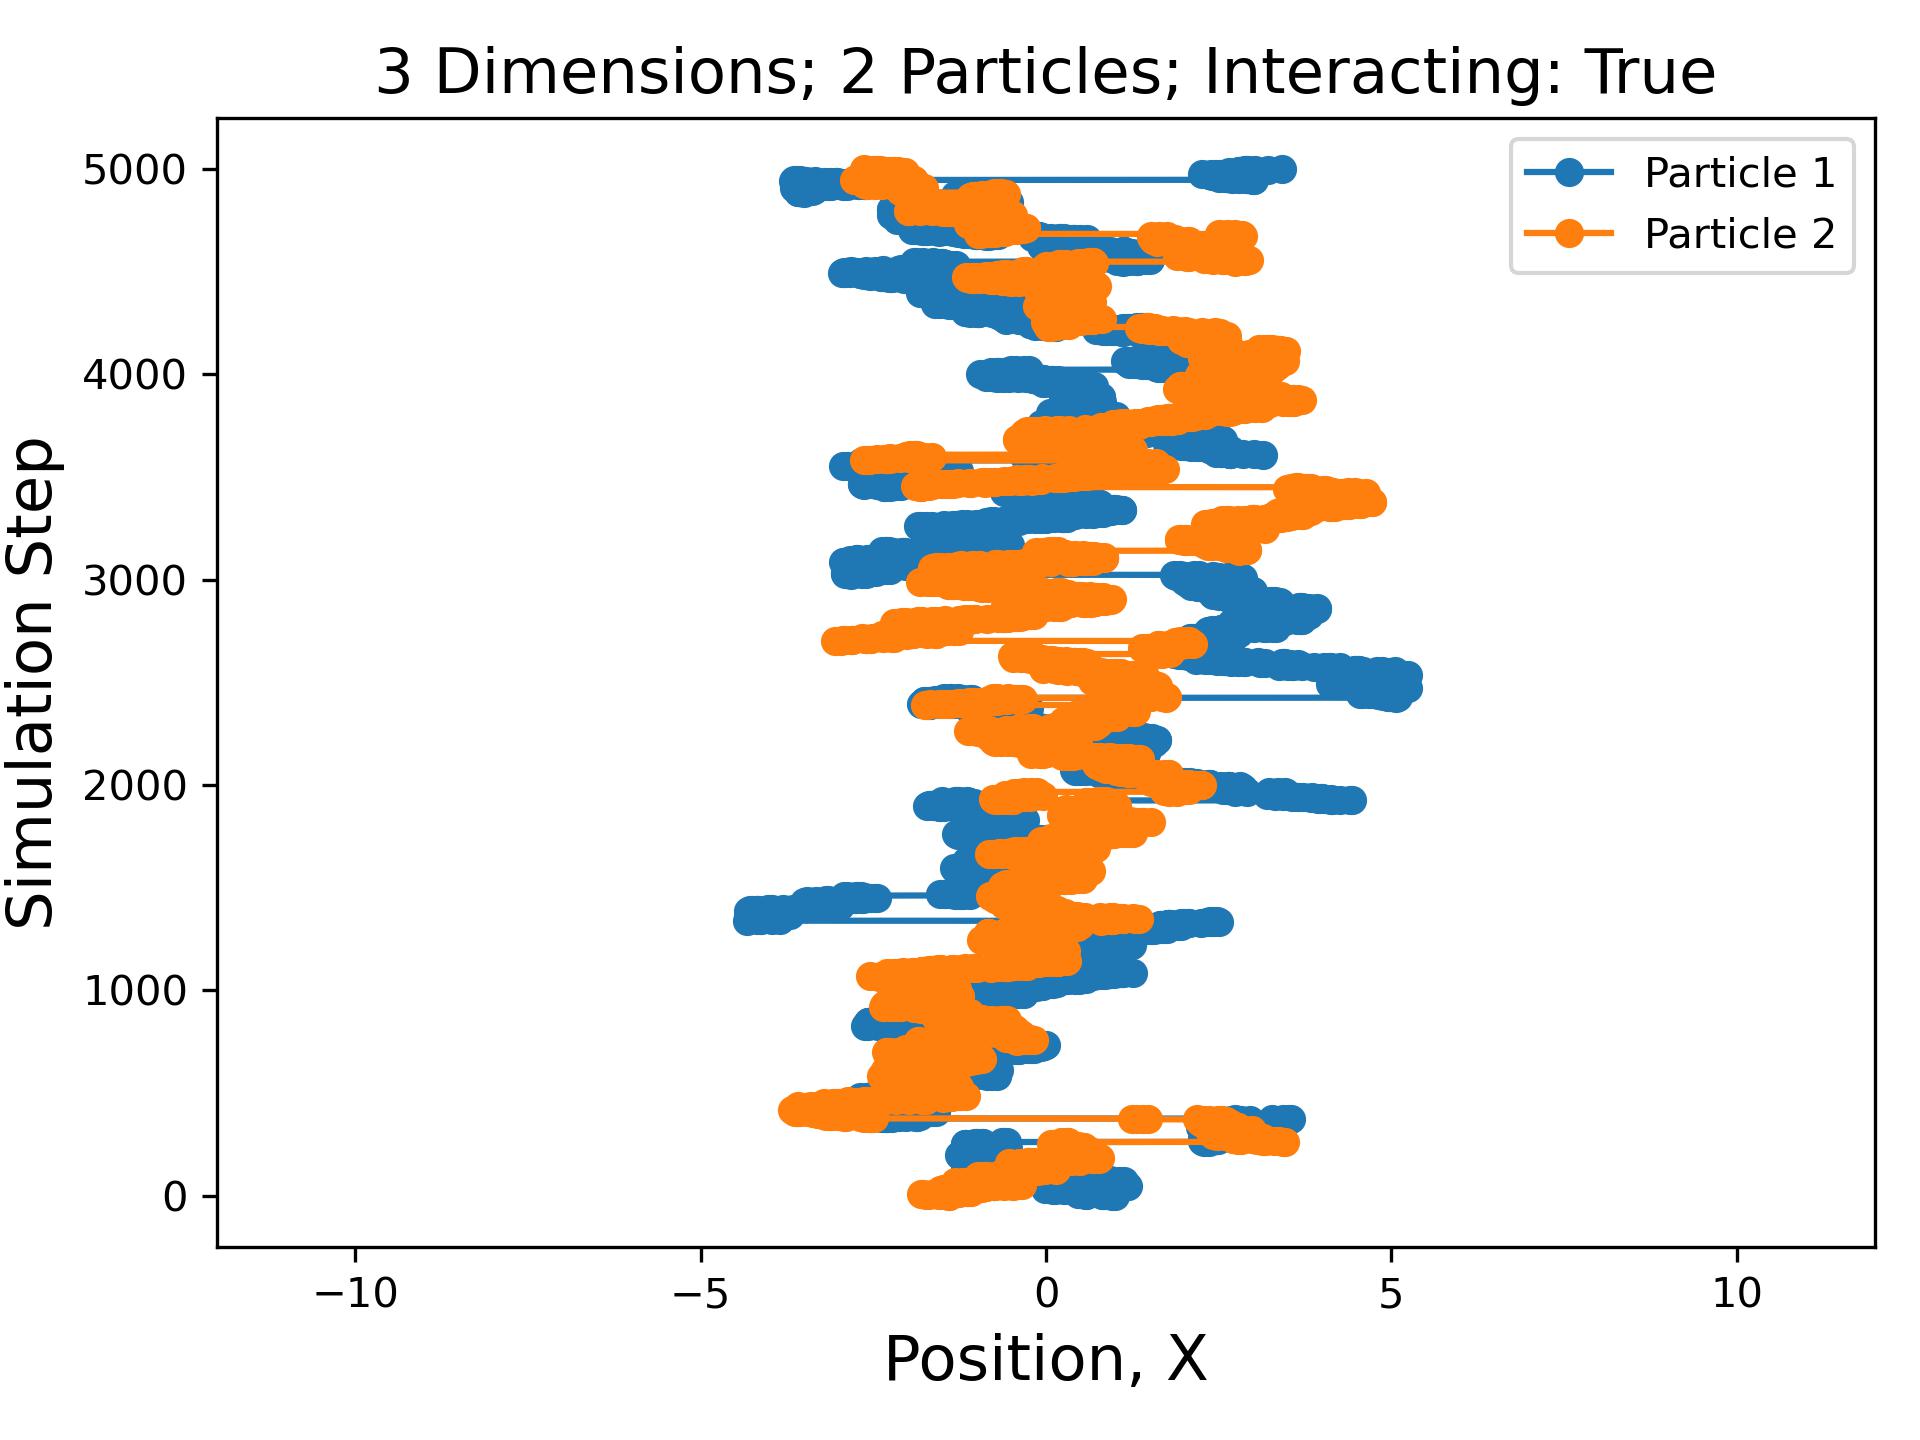 3 Dimensions; 2 Particles; Interacting: True
Particle 1
Particle 2
Simulation Step
5000
4000
3000
2000
1000
0
−10
−5
0
5
10
Position, X